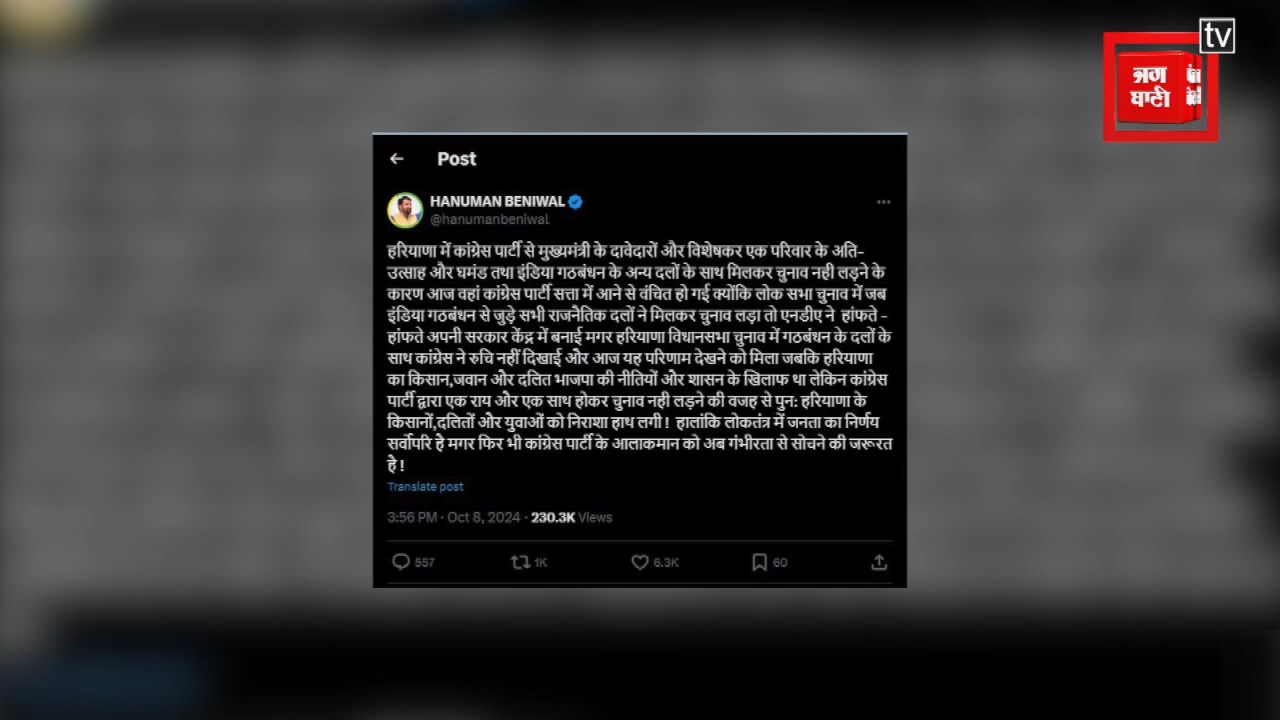 tv
ਜਗ
ਬਾਣੀ
Post
HANUMAN BENIWAL
@hanumanbeniwal
हरियाणा में कांग्रेस पार्टी से मुख्यमंत्री के दावेदारों और विशेषकर एक परिवार के अति-
उत्साह और घमंड तथा इंडिया गठबंधन के अन्य दलों के साथ मिलकर चुनाव नही लड़ने के
कारण आज वहां कांग्रेस पार्टी सत्ता में आने से वंचित हो गई क्योंकि लोक सभा चुनाव में जब
इंडिया गठबंधन से जुड़े सभी राजनैतिक दलों ने मिलकर चुनाव लड़ा तो एनडीए ने हांफते -
हांफते अपनी सरकार केंद्र में बनाई मगर हरियाणा विधानसभा चुनाव में गठबंधन के दलों के
साथ कांग्रेस ने रुचि नहीं दिखाई और आज यह परिणाम देखने को मिला जबकि हरियाणा
का किसान,जवान और दलित भाजपा की नीतियों और शासन के खिलाफ था लेकिन कांग्रेस
पार्टी द्वारा एक राय और एक साथ होकर चुनाव नही लड़ने की वजह से पुन: हरियाणा के
किसानों,दलितों और युवाओं को निराशा हाथ लगी ! हालांकि लोकतंत्र में जनता का निर्णय
सर्वोपरि है मगर फिर भी कांग्रेस पार्टी के आलाकमान को अब गंभीरता से सोचने की जरूरत
है !
Translate post
3:56 PM · Oct 8, 2024 · 230.3K Views
557 1K 6.3K 60